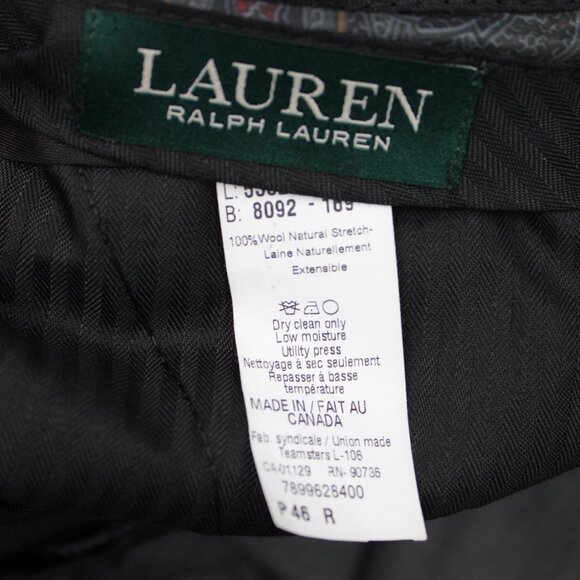 LAUREN
RALPH LAUREN
B: 8092 - 169
100%Wool Natural Stretch-
Laine Naturellement
Extensible
Dry clean only
Low moisture
Utility press
Nettoyage à sec seulement
Repasser à basse
température
MADE IN / FAIT AU
CANADA
Fab. syndicale / Union made
Teamsters L-106
CA-01129 RN-90736
7899628400
P 46 R